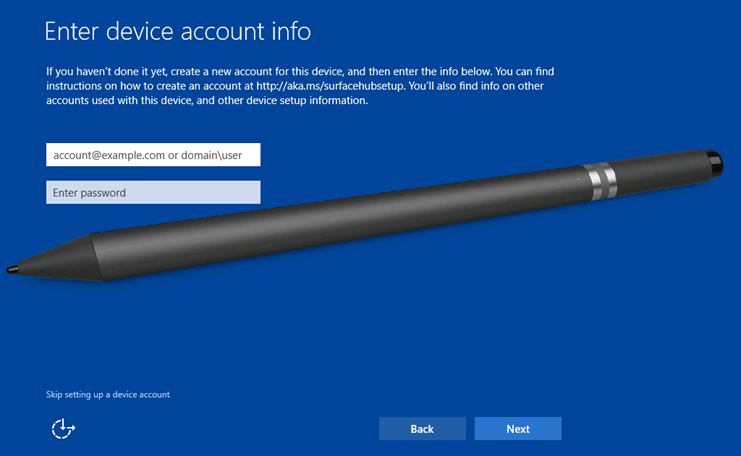 Enter device account info
If you haven't done it yet, create a new account for this device, and then enter the info below. You can find
instructions on how to create an account at http://aka.ms/surfacehubsetup. You'll also find info on other
accounts used with this device, and other device setup information.
account@example.com or domain\user
Enter password
Skip setting up a device account
Back
Next